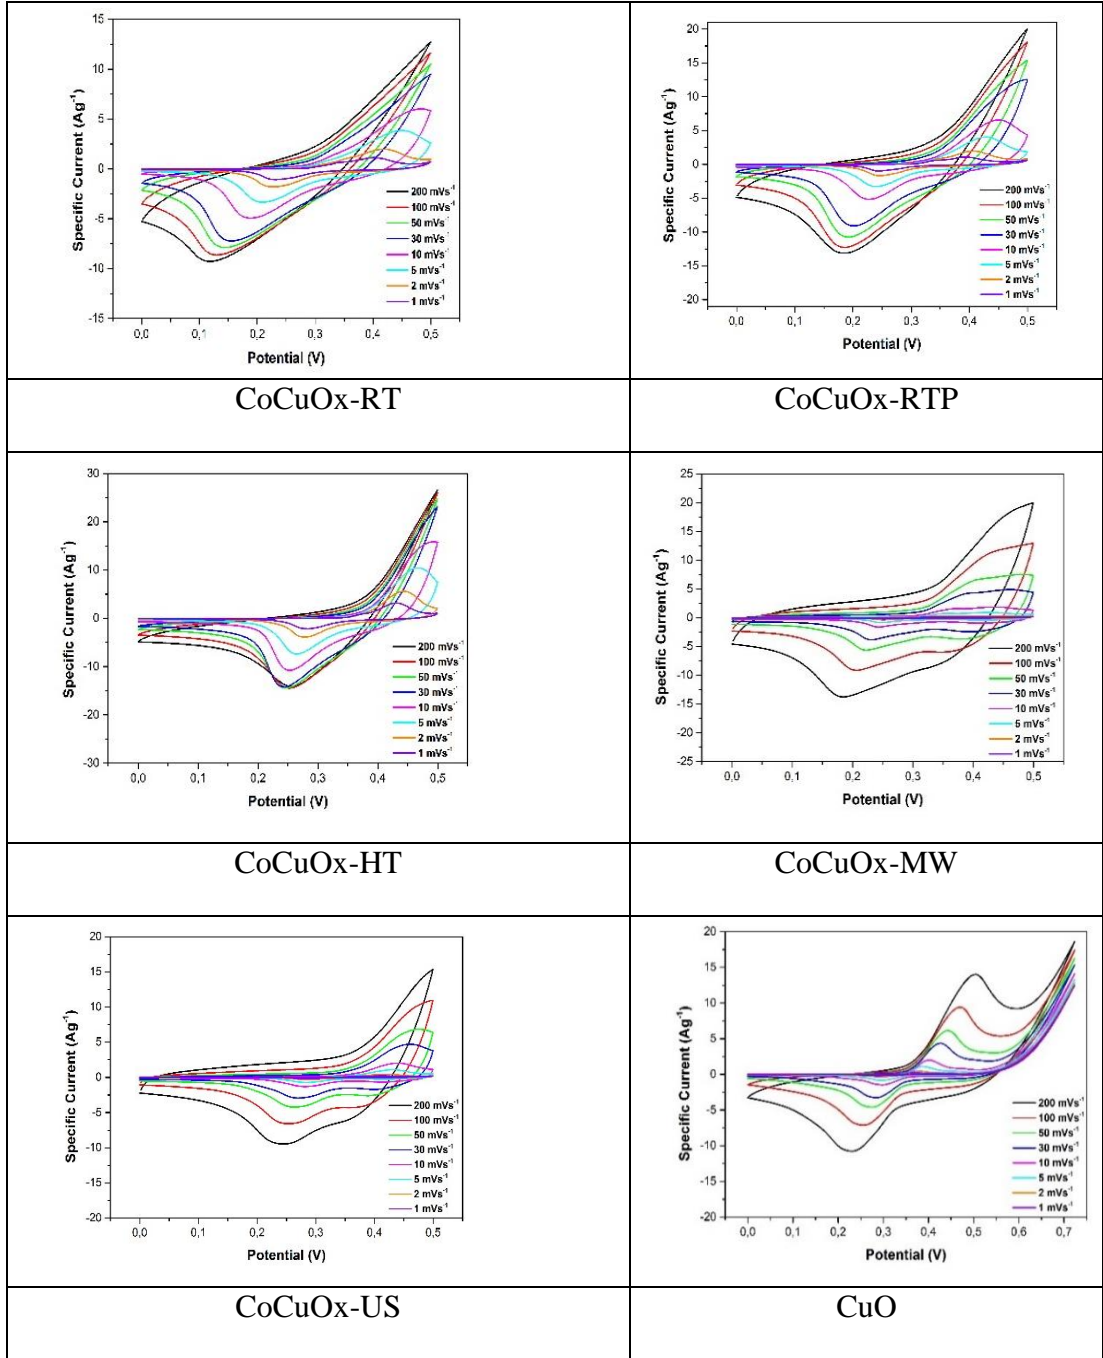 15
10
5
0
-5
-10
-15
0,0 0,1 0,2 0,3 0,4 0,5
Specific Current (Ag⁻¹)
Potential (V)
200 mVs⁻¹
100 mVs⁻¹
50 mVs⁻¹
30 mVs⁻¹
10 mVs⁻¹
5 mVs⁻¹
2 mVs⁻¹
1 mVs⁻¹
CoCuOx-RT
20
15
10
5
0
-5
-10
-15
-20
0,0 0,1 0,2 0,3 0,4 0,5
Specific Current (Ag⁻¹)
Potential (V)
200 mVs⁻¹
100 mVs⁻¹
50 mVs⁻¹
30 mVs⁻¹
10 mVs⁻¹
5 mVs⁻¹
2 mVs⁻¹
1 mVs⁻¹
CoCuOx-RTP
30
20
10
0
-10
-20
-30
0,0 0,1 0,2 0,3 0,4 0,5
Specific Current (Ag⁻¹)
Potential (V)
200 mVs⁻¹
100 mVs⁻¹
50 mVs⁻¹
30 mVs⁻¹
10 mVs⁻¹
5 mVs⁻¹
2 mVs⁻¹
1 mVs⁻¹
CoCuOx-HT
25
20
15
10
5
0
-5
-10
-15
-20
-25
0,0 0,1 0,2 0,3 0,4 0,5
Specific Current (Ag⁻¹)
Potential (V)
200 mVs⁻¹
100 mVs⁻¹
50 mVs⁻¹
30 mVs⁻¹
10 mVs⁻¹
5 mVs⁻¹
2 mVs⁻¹
1 mVs⁻¹
CoCuOx-MW
20
15
10
5
0
-5
-10
-15
-20
0,0 0,1 0,2 0,3 0,4 0,5
Specific Current (Ag⁻¹)
Potential (V)
200 mVs⁻¹
100 mVs⁻¹
50 mVs⁻¹
30 mVs⁻¹
10 mVs⁻¹
5 mVs⁻¹
2 mVs⁻¹
1 mVs⁻¹
CoCuOx-US
20
15
10
5
0
-5
-10
-15
-20
0,0 0,1 0,2 0,3 0,4 0,5 0,6 0,7
Specific Current (Ag⁻¹)
Potential (V)
200 mVs⁻¹
100 mVs⁻¹
50 mVs⁻¹
30 mVs⁻¹
10 mVs⁻¹
5 mVs⁻¹
2 mVs⁻¹
1 mVs⁻¹
CuO